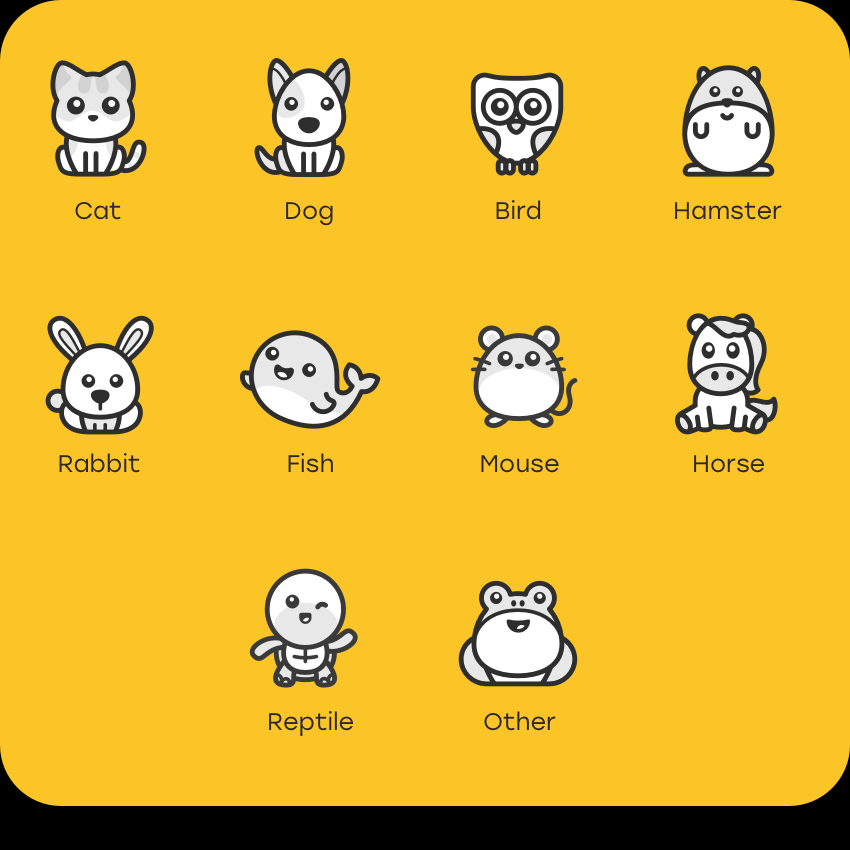 Cat
Dog
Bird
Hamster
Rabbit
Fish
Mouse
Horse
Reptile
Other